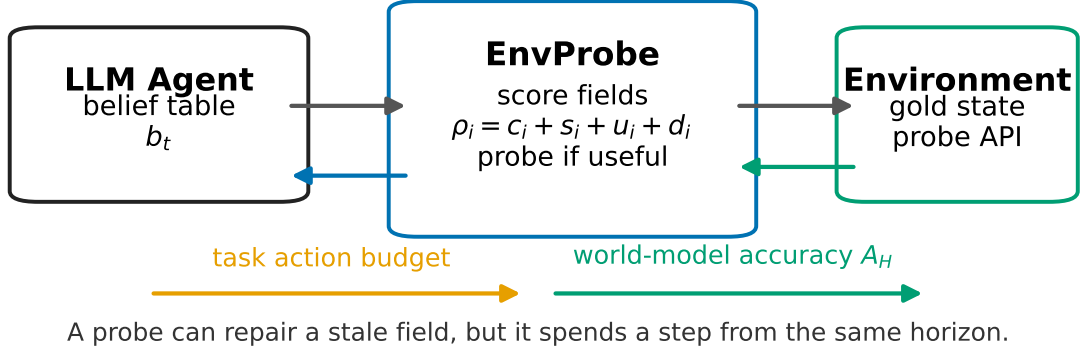 LLM Agent
belief table
b_t
EnvProbe
score fields
ρ_i = c_i + s_i + u_i + d_i
probe if useful
Environment
gold state
probe API
task action budget
world-model accuracy A_H
A probe can repair a stale field, but it spends a step from the same horizon.